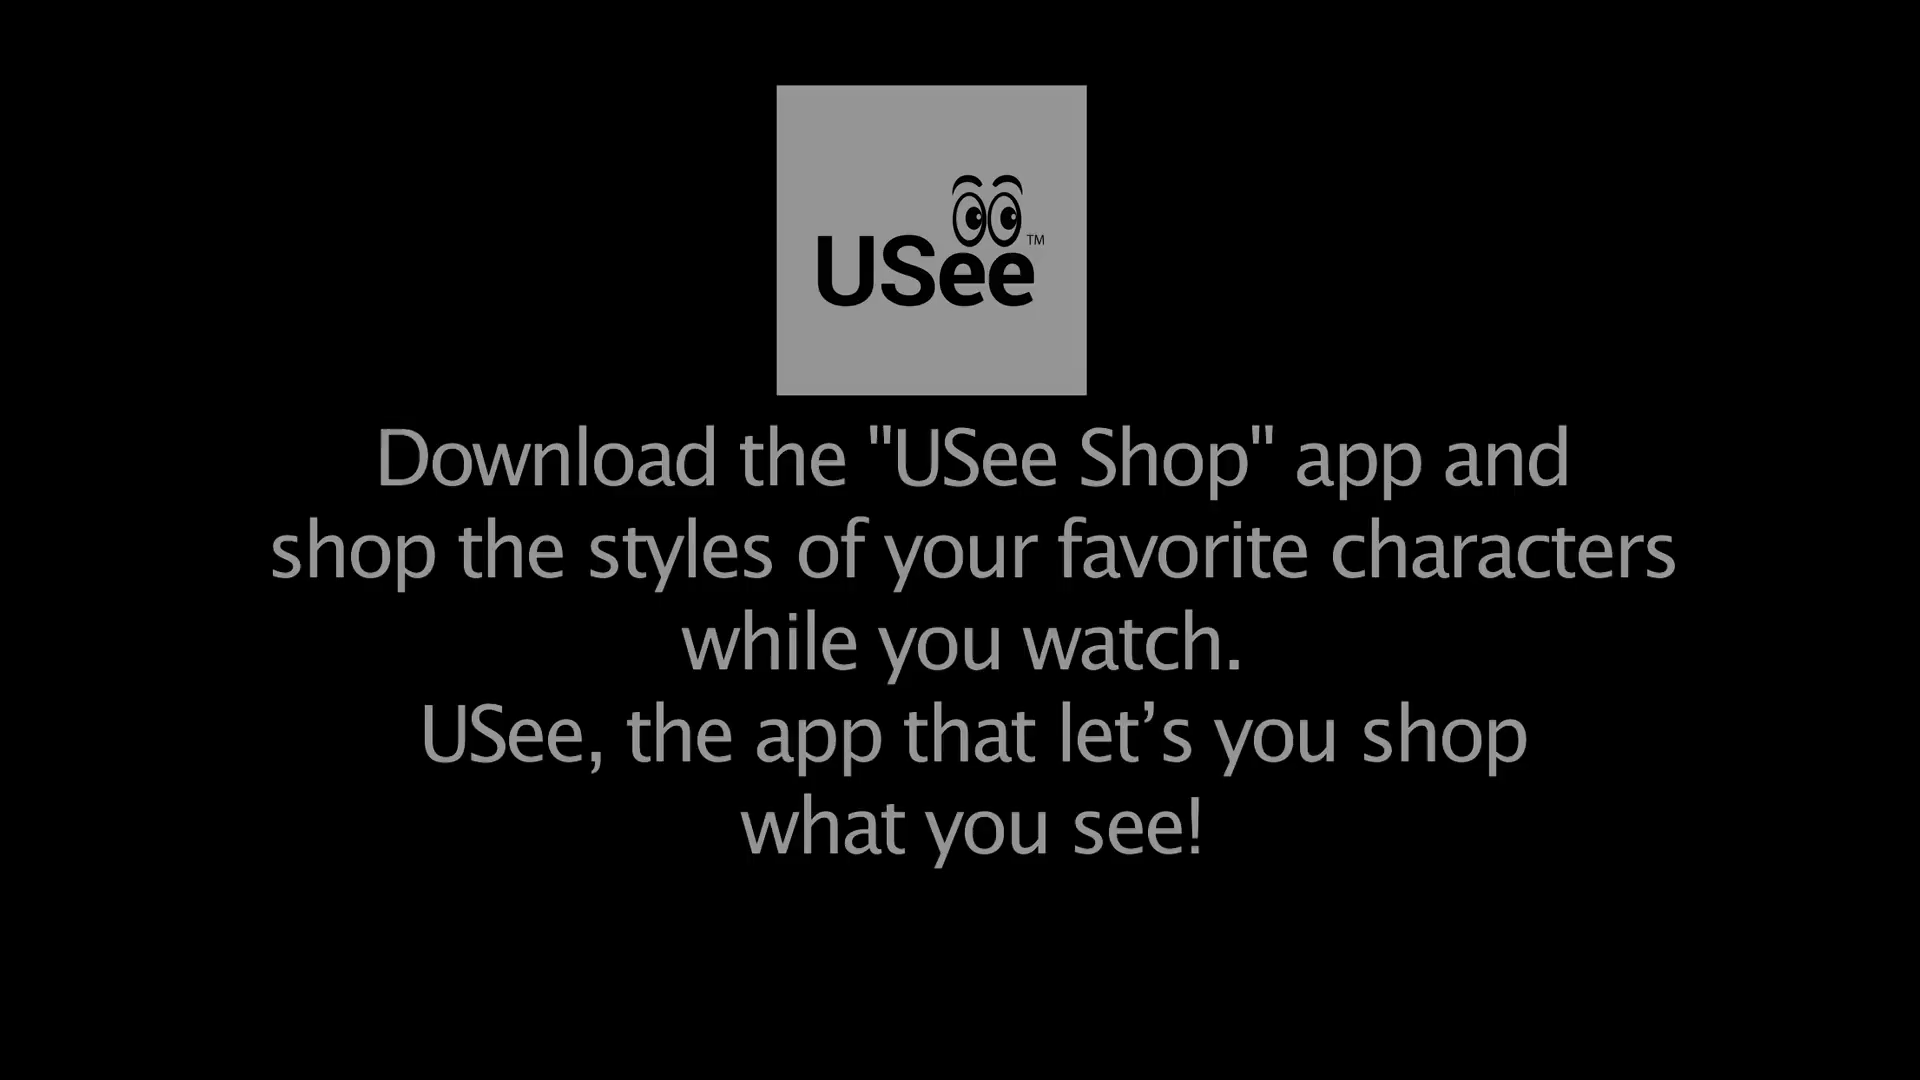 USee™
Download the "USee Shop" app and
shop the styles of your favorite characters
while you watch.
USee, the app that let’s you shop
what you see!